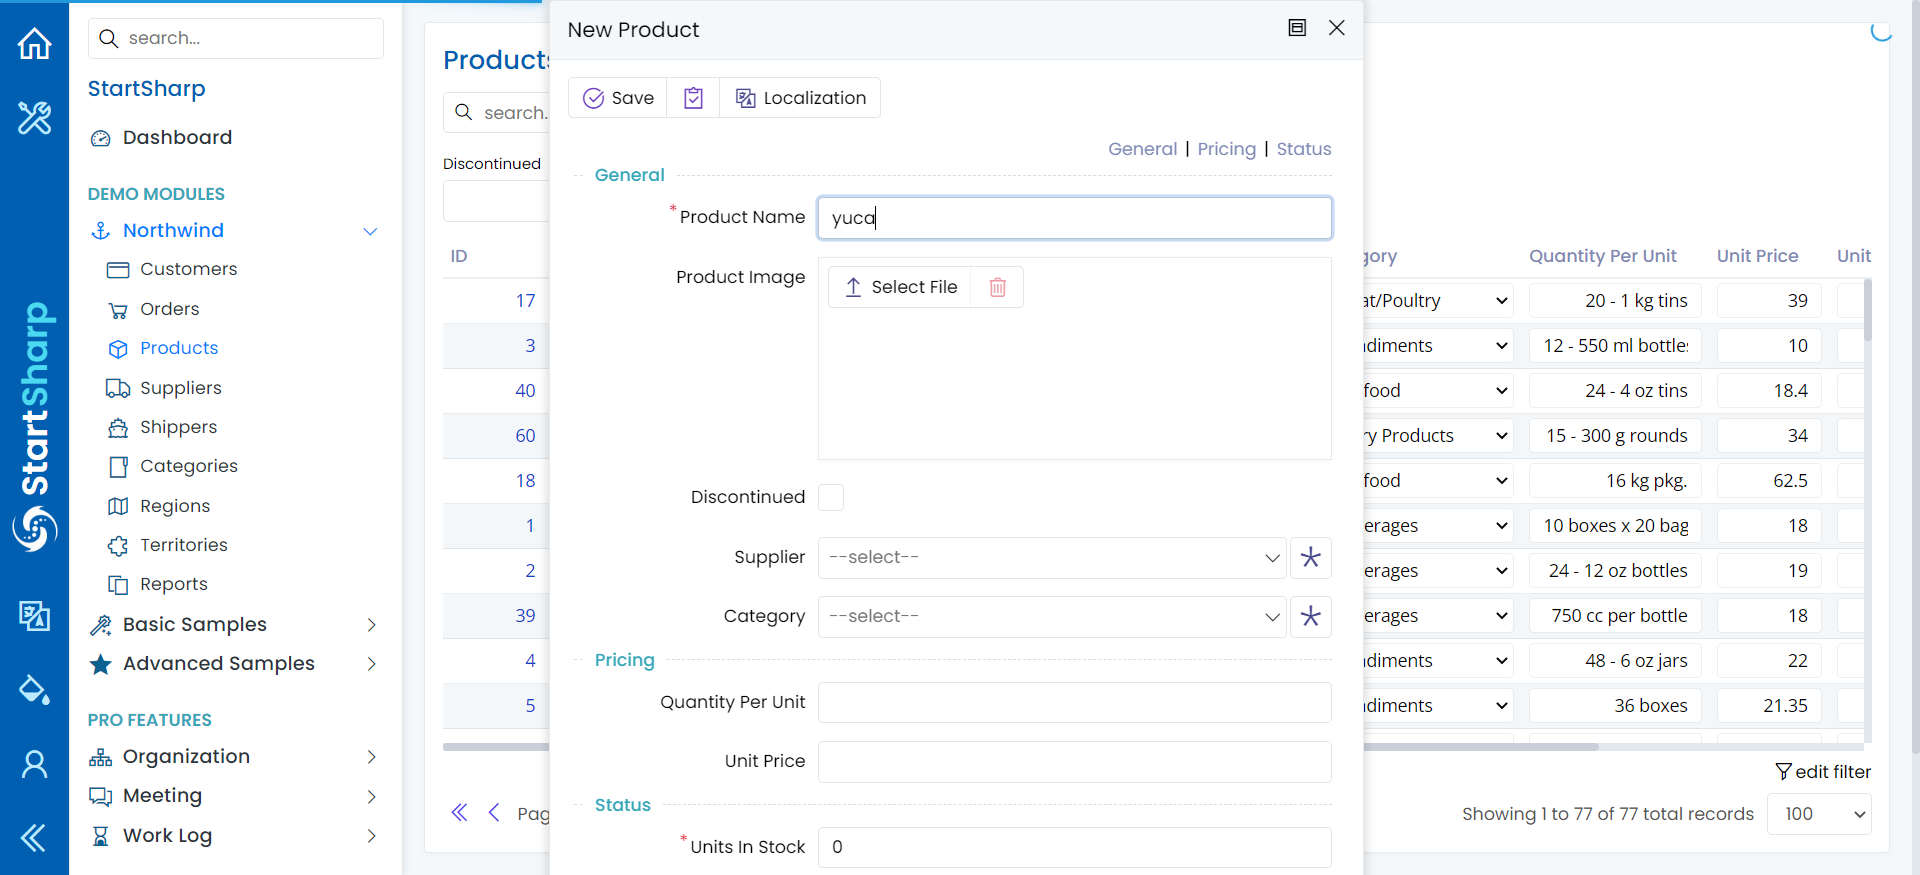 StartSharp
search...
StartSharp
Dashboard
DEMO MODULES
Northwind
Customers
Orders
Products
Suppliers
Shippers
Categories
Regions
Territories
Reports
Basic Samples
Advanced Samples
PRO FEATURES
Organization
Meeting
Work Log
Products
search.
Discontinued
ID
17
3
40
60
18
1
2
39
4
5
Pag
New Product
Save
Localization
General | Pricing | Status
General
*Product Name
yuca
Product Image
Select File
Discontinued
Supplier
--select--
Category
--select--
Pricing
Quantity Per Unit
Unit Price
Status
*Units In Stock
0
gory Quantity Per Unit Unit Price Unit
at/Poultry 20 - 1 kg tins 39
diments 12 - 550 ml bottles 10
food 24 - 4 oz tins 18.4
ry Products 15 - 300 g rounds 34
food 16 kg pkg. 62.5
erages 10 boxes x 20 bag 18
erages 24 - 12 oz bottles 19
erages 750 cc per bottle 18
diments 48 - 6 oz jars 22
diments 36 boxes 21.35
edit filter
Showing 1 to 77 of 77 total records
100